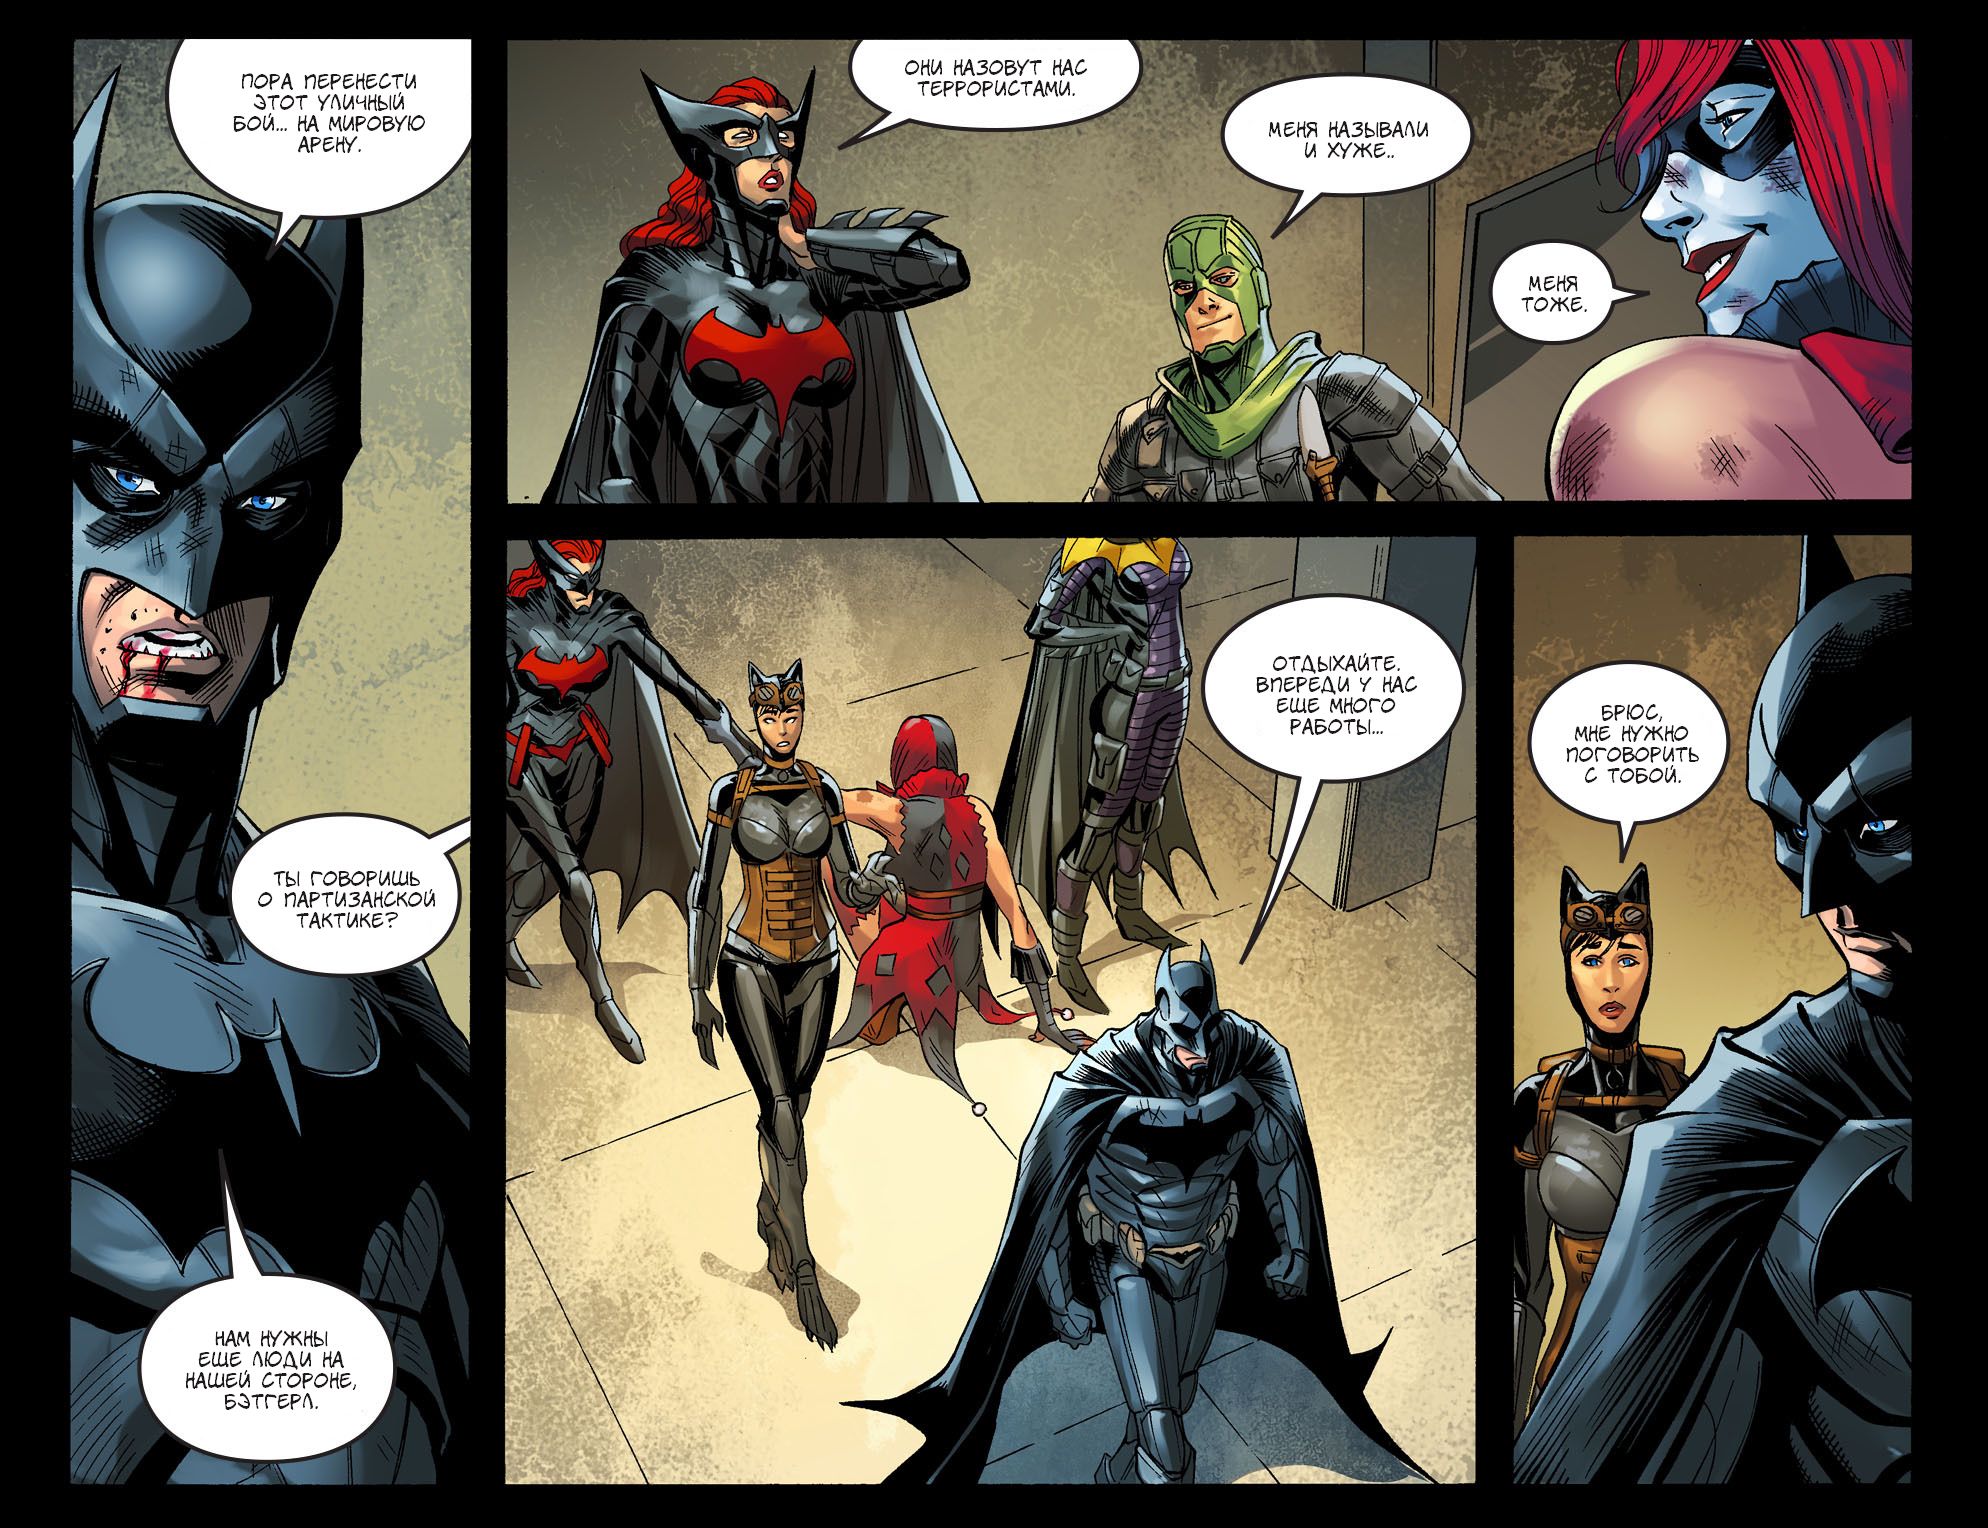 ПОРА ПЕРЕНЕСТИ
ЭТОТ УЛИЧНЫЙ
БОЙ... НА МИРОВУЮ
АРЕНУ.
ТЫ ГОВОРИШЬ
О ПАРТИЗАНСКОЙ
ТАКТИКЕ?
НАМ НУЖНЫ
ЕЩЕ ЛЮДИ НА
НАШЕЙ СТОРОНЕ,
БЭТГЕРЛ.
ОНИ НАЗОВУТ НАС
ТЕРРОРИСТАМИ.
МЕНЯ НАЗЫВАЛИ
И ХУЖЕ..
МЕНЯ
ТОЖЕ.
ОТДЫХАЙТЕ.
ВПЕРЕДИ У НАС
ЕЩЕ МНОГО
РАБОТЫ...
БРЮС,
МНЕ НУЖНО
ПОГОВОРИТЬ
С ТОБОЙ.